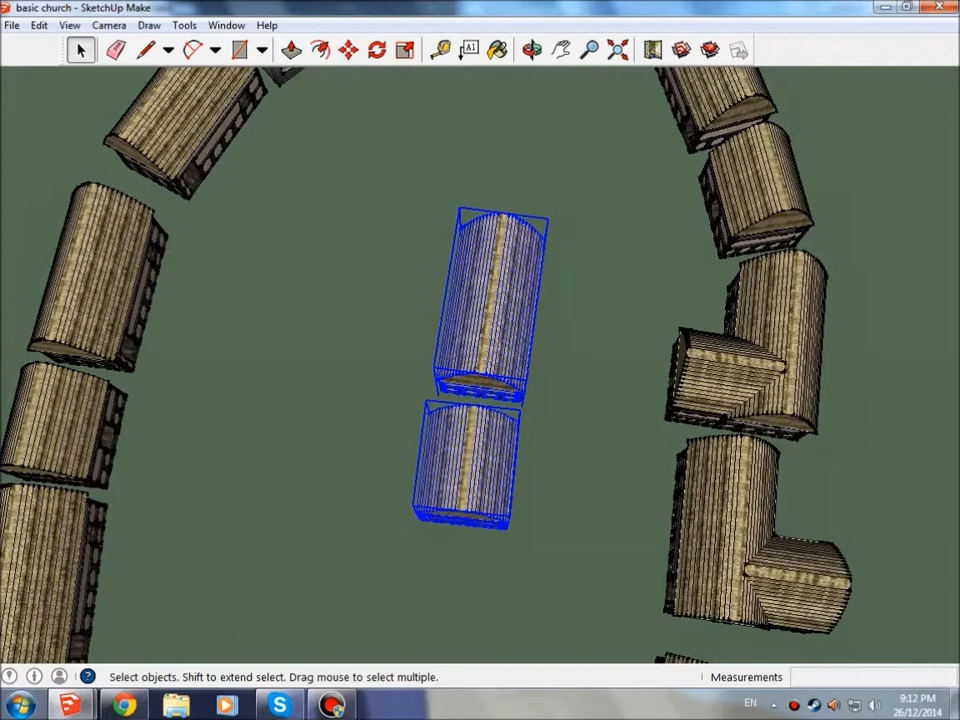 basic church - SketchUp Make
File Edit View Camera Draw Tools Window Help
A1
Select objects. Shift to extend select. Drag mouse to select multiple.
Measurements
EN
9:12 PM
26/12/2014